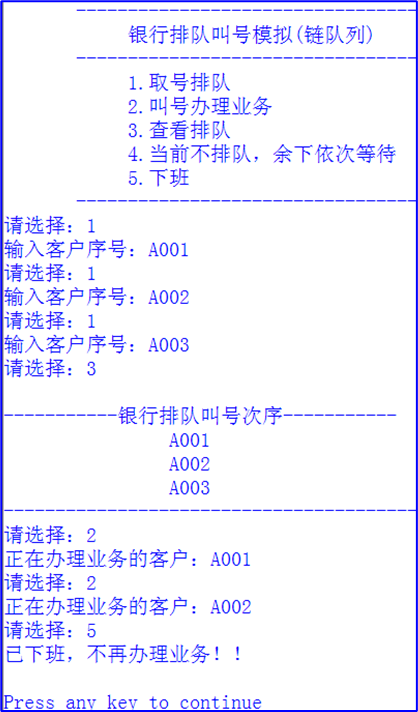 ---------------------------------
银行排队叫号模拟(链队列)
---------------------------------
1.取号排队
2.叫号办理业务
3.查看排队
4.当前不排队，余下依次等待
5.下班
---------------------------------
请选择：1
输入客户序号：A001
请选择：1
输入客户序号：A002
请选择：1
输入客户序号：A003
请选择：3
-----------银行排队叫号次序-----------
A001
A002
A003
----------------------------------------
请选择：2
正在办理业务的客户：A001
请选择：2
正在办理业务的客户：A002
请选择：5
已下班，不再办理业务！！
Press any key to continue